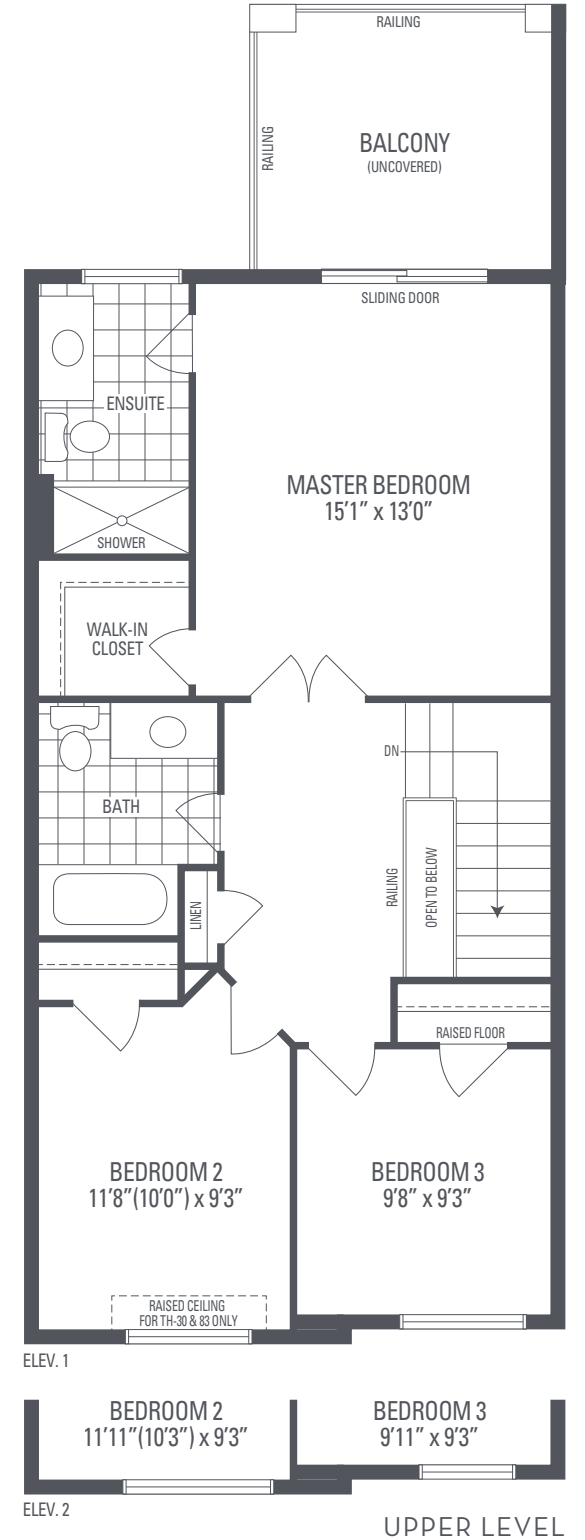 RAILING
RAILING
BALCONY
(UNCOVERED)
SLIDING DOOR
ENSUITE
MASTER BEDROOM
15'1” x 13'0”
SHOWER
WALK-IN
CLOSET
DN
BATH
LINEN
RAILING
OPEN TO BELOW
RAISED FLOOR
BEDROOM 2
11'8”(10'0”) x 9'3”
BEDROOM 3
9'8” x 9'3”
RAISED CEILING
FOR TH-30 & 83 ONLY
ELEV. 1
BEDROOM 2
11'11”(10'3”) x 9'3”
BEDROOM 3
9'11” x 9'3”
ELEV. 2
UPPER LEVEL